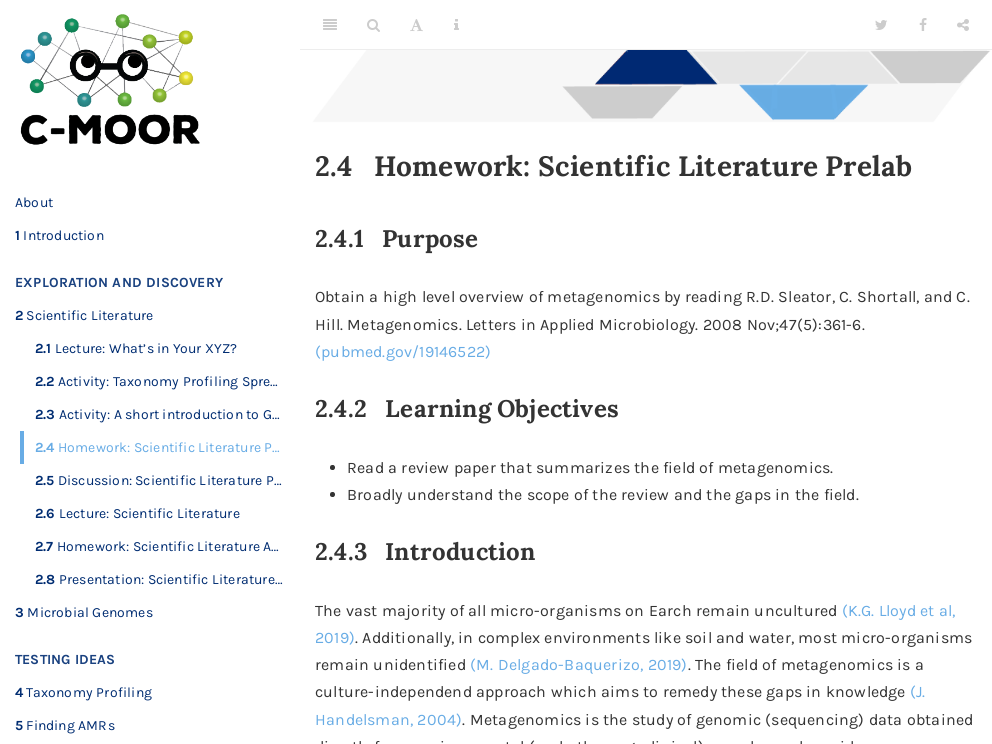 C-MOOR
About
1 Introduction
EXPLORATION AND DISCOVERY
2 Scientific Literature
2.1 Lecture: What's in Your XYZ?
2.2 Activity: Taxonomy Profiling Spre…
2.3 Activity: A short introduction to G…
2.4 Homework: Scientific Literature P…
2.5 Discussion: Scientific Literature P…
2.6 Lecture: Scientific Literature
2.7 Homework: Scientific Literature A…
2.8 Presentation: Scientific Literature…
3 Microbial Genomes
TESTING IDEAS
4 Taxonomy Profiling
5 Finding AMRs
2.4 Homework: Scientific Literature Prelab
2.4.1 Purpose
Obtain a high level overview of metagenomics by reading R.D. Sleator, C. Shortall, and C.
Hill. Metagenomics. Letters in Applied Microbiology. 2008 Nov;47(5):361-6.
(pubmed.gov/19146522)
2.4.2 Learning Objectives
• Read a review paper that summarizes the field of metagenomics.
• Broadly understand the scope of the review and the gaps in the field.
2.4.3 Introduction
The vast majority of all micro-organisms on Earch remain uncultured (K.G. Lloyd et al,
2019). Additionally, in complex environments like soil and water, most micro-organisms
remain unidentified (M. Delgado-Baquerizo, 2019). The field of metagenomics is a
culture-independent approach which aims to remedy these gaps in knowledge (J.
Handelsman, 2004). Metagenomics is the study of genomic (sequencing) data obtained